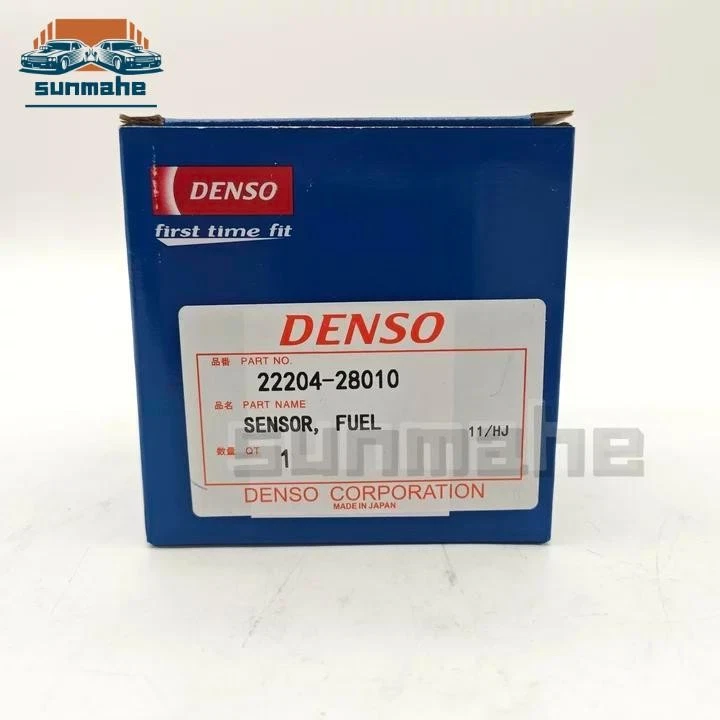 sunmahe
DENSO
first time fit
DENSO
品番 PART NO.
22204-28010
品名 PART NAME
SENSOR, FUEL
11/HJ
数量 QT
1
sunmahe
DENSO CORPORATION
MADE IN JAPAN